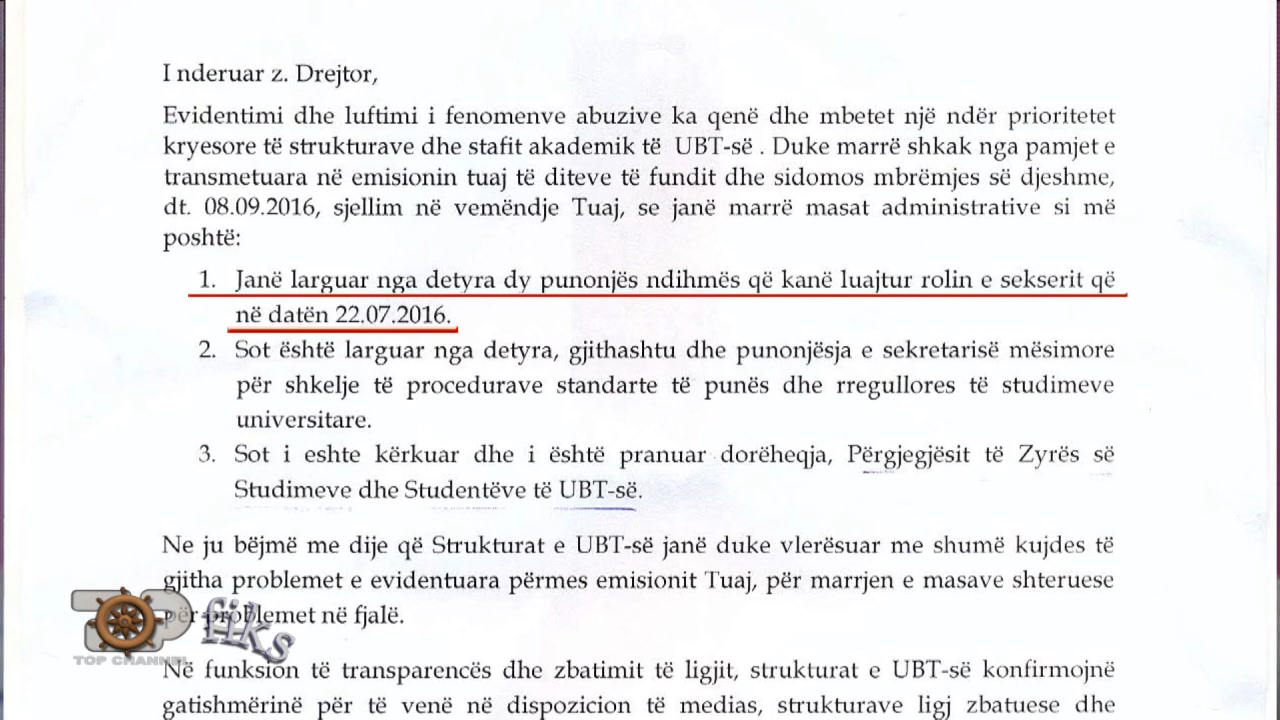 I nderuar z. Drejtor,
Evidentimi dhe luftimi i fenomenve abuzive ka qenë dhe mbetet një ndër prioritetet
kryesore të strukturave dhe stafit akademik të UBT-së . Duke marrë shkak nga pamjet e
transmetuara në emisionin tuaj të diteve të fundit dhe sidomos mbrëmjes së djeshme,
dt. 08.09.2016, sjellim në vemëndje Tuaj, se janë marrë masat administrative si më
poshtë:
1. Janë larguar nga detyra dy punonjës ndihmës që kanë luajtur rolin e sekserit që
në datën 22.07.2016.
2. Sot është larguar nga detyra, gjithashtu dhe punonjësja e sekretarisë mësimore
për shkelje të procedurave standarte të punës dhe rregullores të studimeve
universitare.
3. Sot i eshte kërkuar dhe i është pranuar dorëheqja, Përgjegjësit të Zyrës së
Studimeve dhe Studentëve të UBT-së.
Ne ju bëjmë me dije që Strukturat e UBT-së janë duke vlerësuar me shumë kujdes të
gjitha problemet e evidentuara përmes emisionit Tuaj, për marrjen e masave shteruese
për problemet në fjalë.
fiks
TOP CHANNEL
Në funksion të transparencës dhe zbatimit të ligjit, strukturat e UBT-së konfirmojnë
gatishmërinë për të venë në dispozicion të medias, strukturave ligj zbatuese dhe